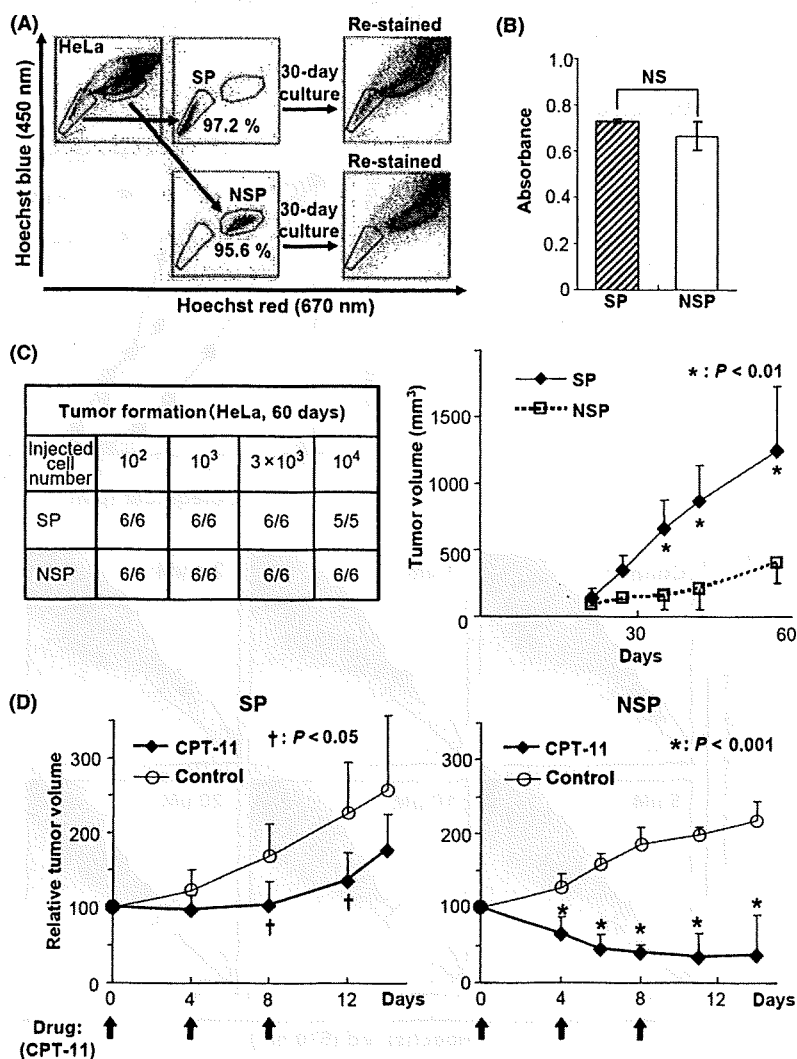 (A)
Hoechst blue (450 nm)
HeLa
SP
97.2 %
30-day
culture
Re-stained
NSP
95.6 %
30-day
culture
Re-stained
Hoechst red (670 nm)
(B)
Absorbance
1.0
0.8
0.6
0.4
0.2
0
NS
SP
NSP
(C)
Tumor formation (HeLa, 60 days)
Injected cell number 10² 10³ 3×10³ 10⁴
SP 6/6 6/6 6/6 5/5
NSP 6/6 6/6 6/6 6/6
Tumor volume (mm³)
1500
1000
500
0
SP
NSP
* : P < 0.01
30 60
Days
(D)
SP
Relative tumor volume
300
200
100
0
CPT-11
Control
† : P < 0.05
† †
0 4 8 12 Days
Drug:
(CPT-11)
NSP
300
200
100
0
CPT-11
Control
* : P < 0.001
* * * * *
0 4 8 12 Days